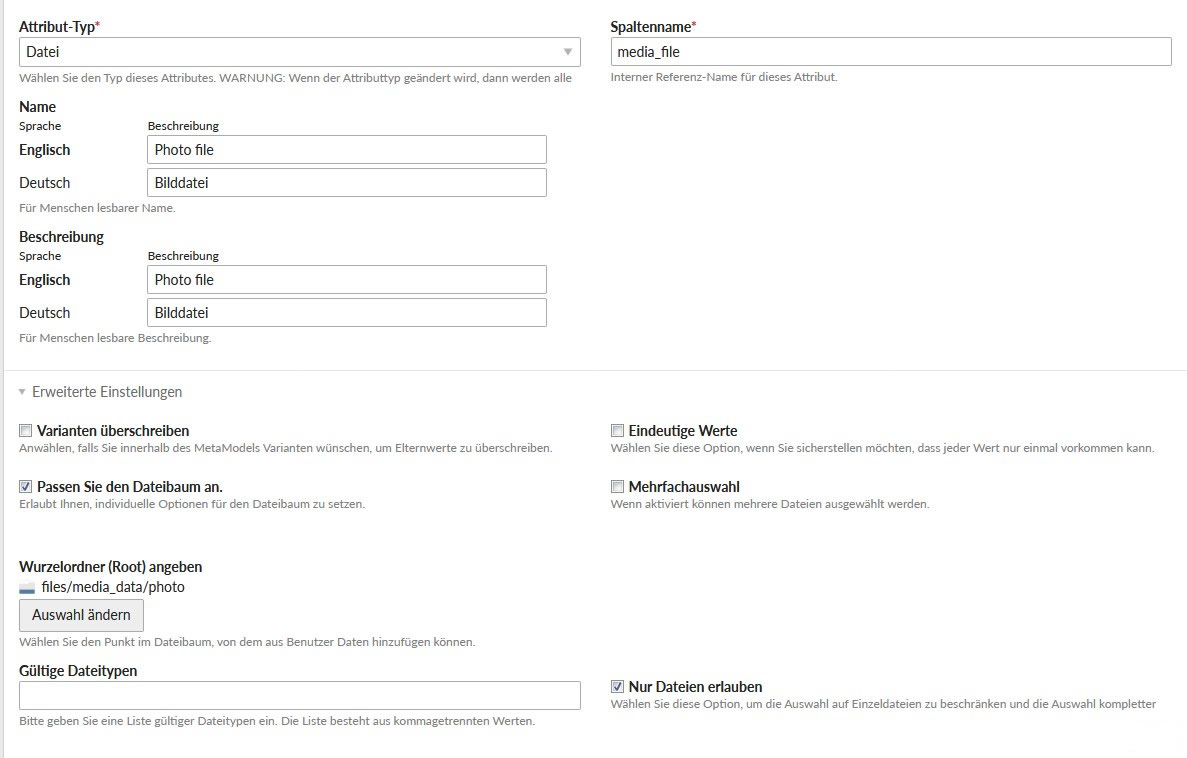 Attribut-Typ*
Datei
Wählen Sie den Typ dieses Attributes. WARNUNG: Wenn der Attributtyp geändert wird, dann werden alle
Spaltenname*
media_file
Interner Referenz-Name für dieses Attribut.
Name
Sprache Beschreibung
Englisch Photo file
Deutsch Bilddatei
Für Menschen lesbarer Name.
Beschreibung
Sprache Beschreibung
Englisch Photo file
Deutsch Bilddatei
Für Menschen lesbare Beschreibung.
Erweiterte Einstellungen
Varianten überschreiben
Anwählen, falls Sie innerhalb des MetaModels Varianten wünschen, um Elternwerte zu überschreiben.
Eindeutige Werte
Wählen Sie diese Option, wenn Sie sicherstellen möchten, dass jeder Wert nur einmal vorkommen kann.
Passen Sie den Dateibaum an.
Erlaubt Ihnen, individuelle Optionen für den Dateibaum zu setzen.
Mehrfachauswahl
Wenn aktiviert können mehrere Dateien ausgewählt werden.
Wurzelordner (Root) angeben
files/media_data/photo
Auswahl ändern
Wählen Sie den Punkt im Dateibaum, von dem aus Benutzer Daten hinzufügen können.
Gültige Dateitypen
Bitte geben Sie eine Liste gültiger Dateitypen ein. Die Liste besteht aus kommagetrennten Werten.
Nur Dateien erlauben
Wählen Sie diese Option, um die Auswahl auf Einzeldateien zu beschränken und die Auswahl kompletter